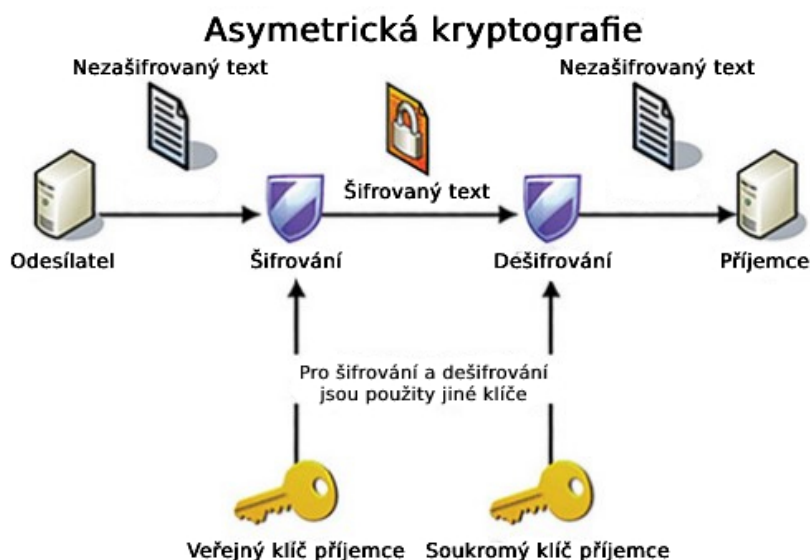 Asymetrická kryptografie
Nezašifrovaný text
Nezašifrovaný text
Šifrovaný text
Odesílatel
Šifrování
Dešifrování
Příjemce
Pro šifrování a dešifrování
jsou použity jiné klíče
Veřejný klíč příjemce
Soukromý klíč příjemce